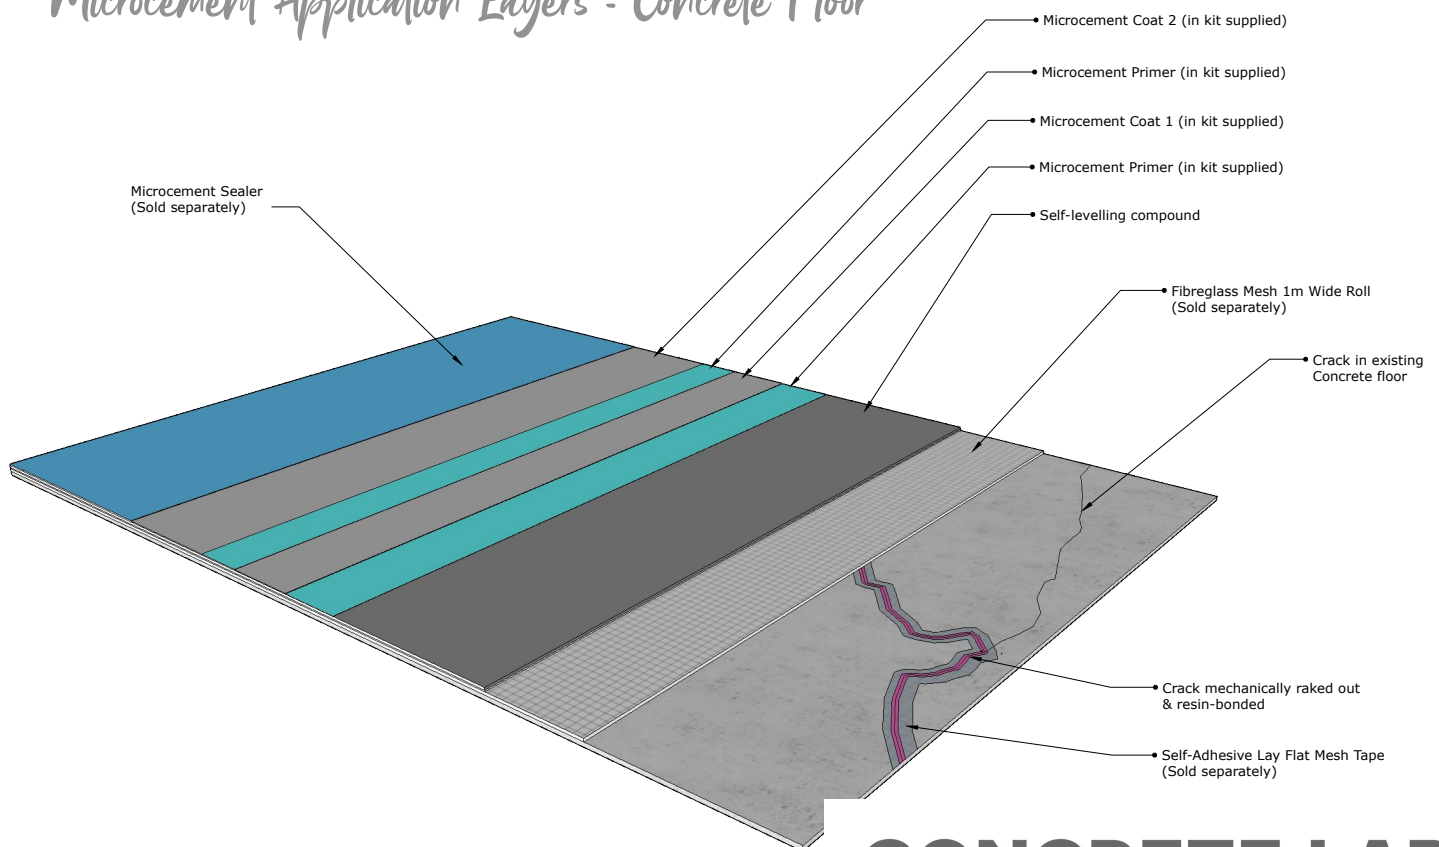 Microcement Application Layers - Concrete Floor
Microcement Coat 2 (in kit supplied)
Microcement Primer (in kit supplied)
Microcement Coat 1 (in kit supplied)
Microcement Primer (in kit supplied)
Microcement Sealer
(Sold separately)
Self-levelling compound
Fibreglass Mesh 1m Wide Roll
(Sold separately)
Crack in existing
Concrete floor
Crack mechanically raked out
& resin-bonded
Self-Adhesive Lay Flat Mesh Tape
(Sold separately)
CONCRETE LAB